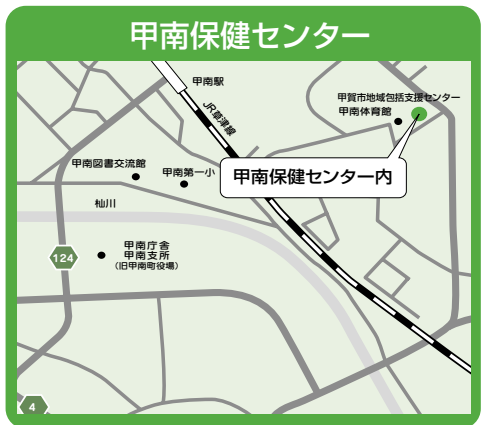 甲南保健センター
甲南駅
JR草津線
甲賀市地域包括支援センター
甲南体育館
甲南図書交流館
甲南第一小
甲南保健センター内
杣川
甲南庁舎
甲南支所
(旧甲南町役場)
124
4